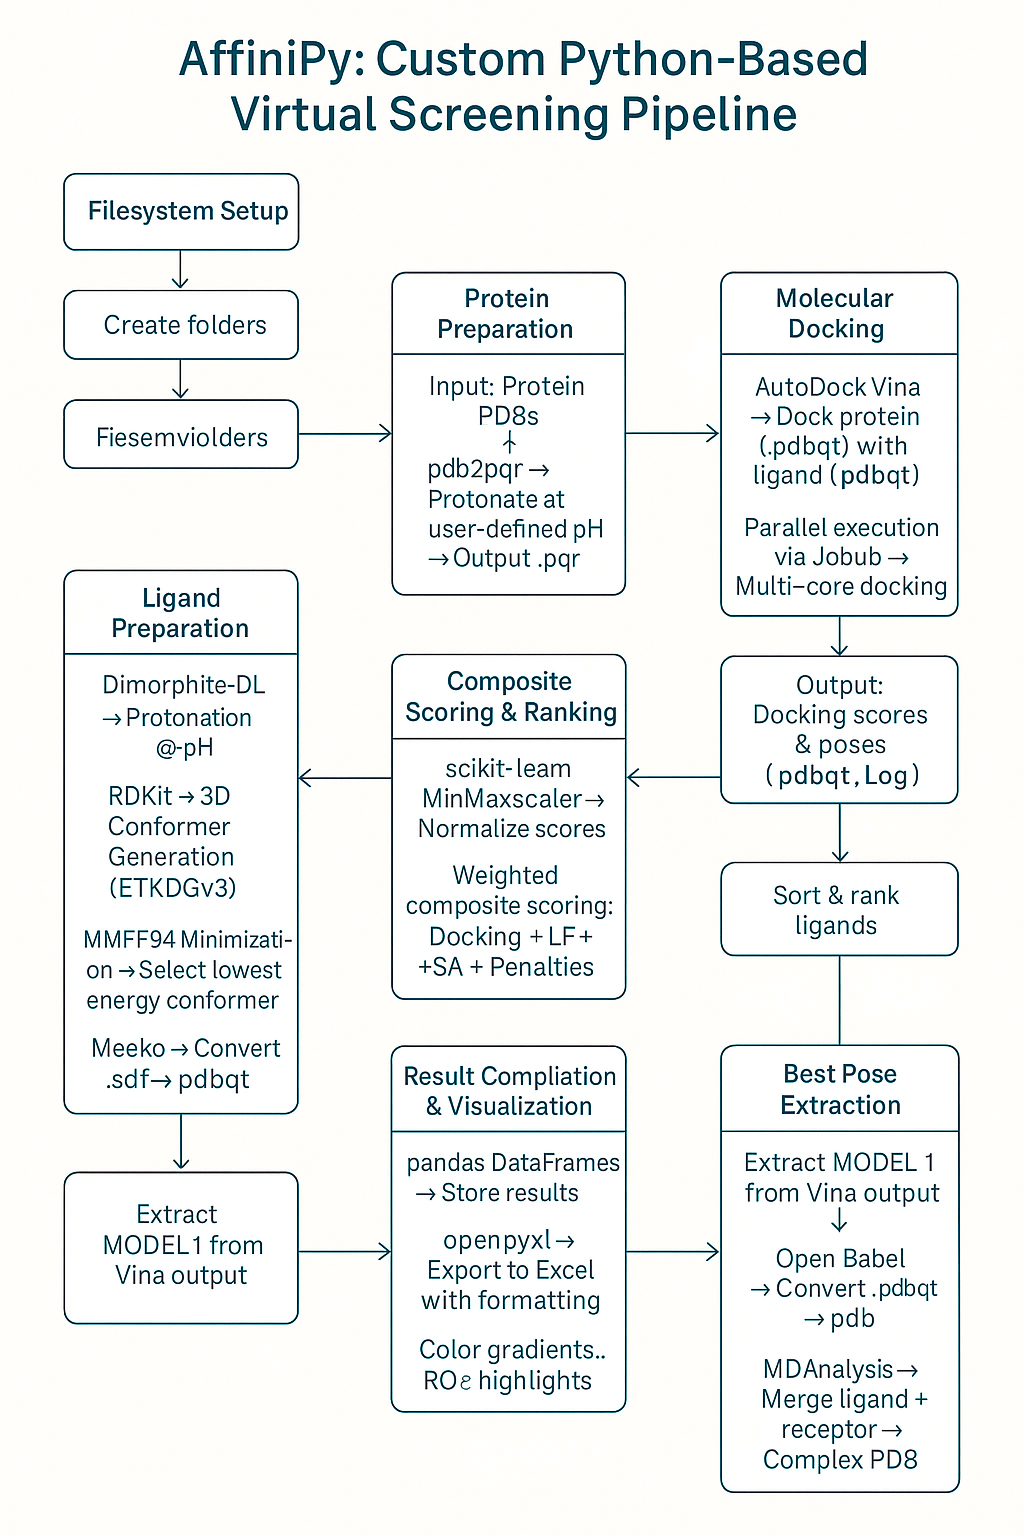 AffiniPy: Custom Python-Based
Virtual Screening Pipeline
Filesystem Setup
Create folders
Fiesemviolders
Protein
Preparation
Input: Protein
PD8s
↑
pdb2pqr →
Protonate at
user-defined pH
→ Output .pqr
Molecular
Docking
AutoDock Vina
→ Dock protein
(.pdbqt) with
ligand (pdbqt)
Parallel execution
via Jobub →
Multi-core docking
Ligand
Preparation
Dimorphite-DL
→ Protonation
@-pH
RDKit → 3D
Conformer
Generation
(ETKDGv3)
MMFF94 Minimizati-
on → Select lowest
energy conformer
Meeko → Convert
.sdf → pdbqt
Composite
Scoring & Ranking
scikit-leam
MinMaxscaler →
Normalize scores
Weighted
composite scoring:
Docking + LF +
+SA + Penalties
Output:
Docking scores
& poses
(pdbqt, Log)
Sort & rank
ligands
Extract
MODEL1 from
Vina output
Result Compliation
& Visualization
pandas DataFrames
→ Store results
openpyxl →
Export to Excel
with formatting
Color gradients..
ROε highlights
Best Pose
Extraction
Extract MODEL 1
from Vina output
↓
Open Babel
→ Convert .pdbqt
→ pdb
MDAnalysis →
Merge ligand +
receptor →
Complex PD8